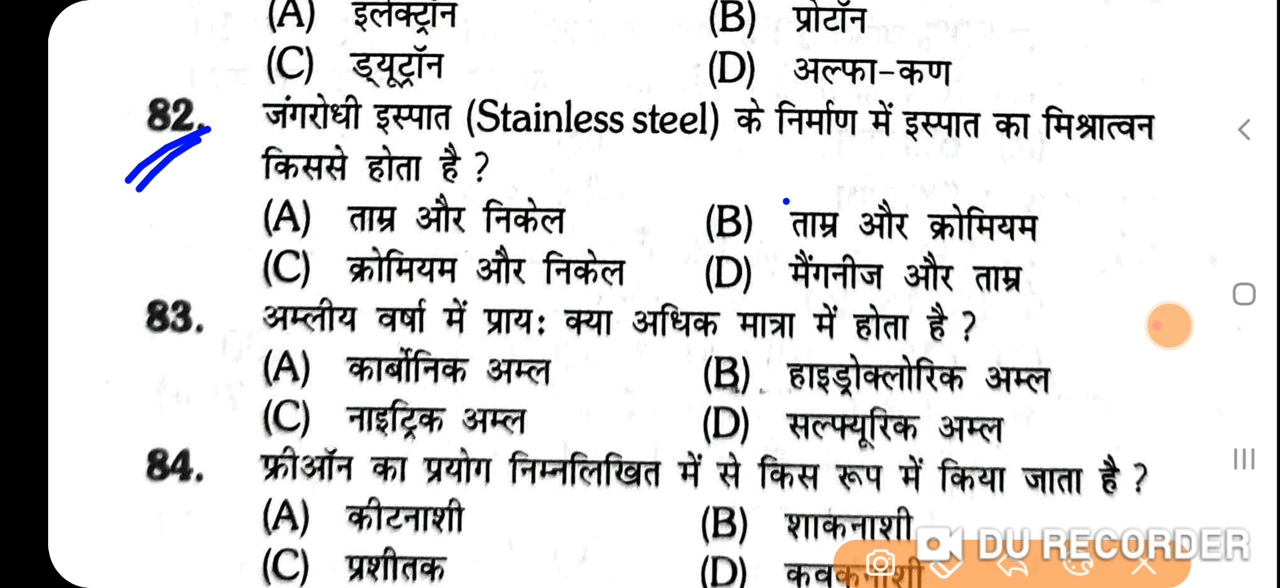 (A) इलेक्ट्रॉन (B) प्रोटॉन
(C) ड्यूट्रॉन (D) अल्फा-कण
82. जंगरोधी इस्पात (Stainless steel) के निर्माण में इस्पात का मिश्रात्वन
किससे होता है ?
(A) ताम्र और निकेल (B) ताम्र और क्रोमियम
(C) क्रोमियम और निकेल (D) मैंगनीज और ताम्र
83. अम्लीय वर्षा में प्राय: क्या अधिक मात्रा में होता है ?
(A) कार्बोनिक अम्ल (B) हाइड्रोक्लोरिक अम्ल
(C) नाइट्रिक अम्ल (D) सल्फ्यूरिक अम्ल
84. फ्रीऑन का प्रयोग निम्नलिखित में से किस रूप में किया जाता है ?
(A) कीटनाशी (B) शाकनाशी
(C) प्रशीतक (D) कवकनाशी
DU RECORDER